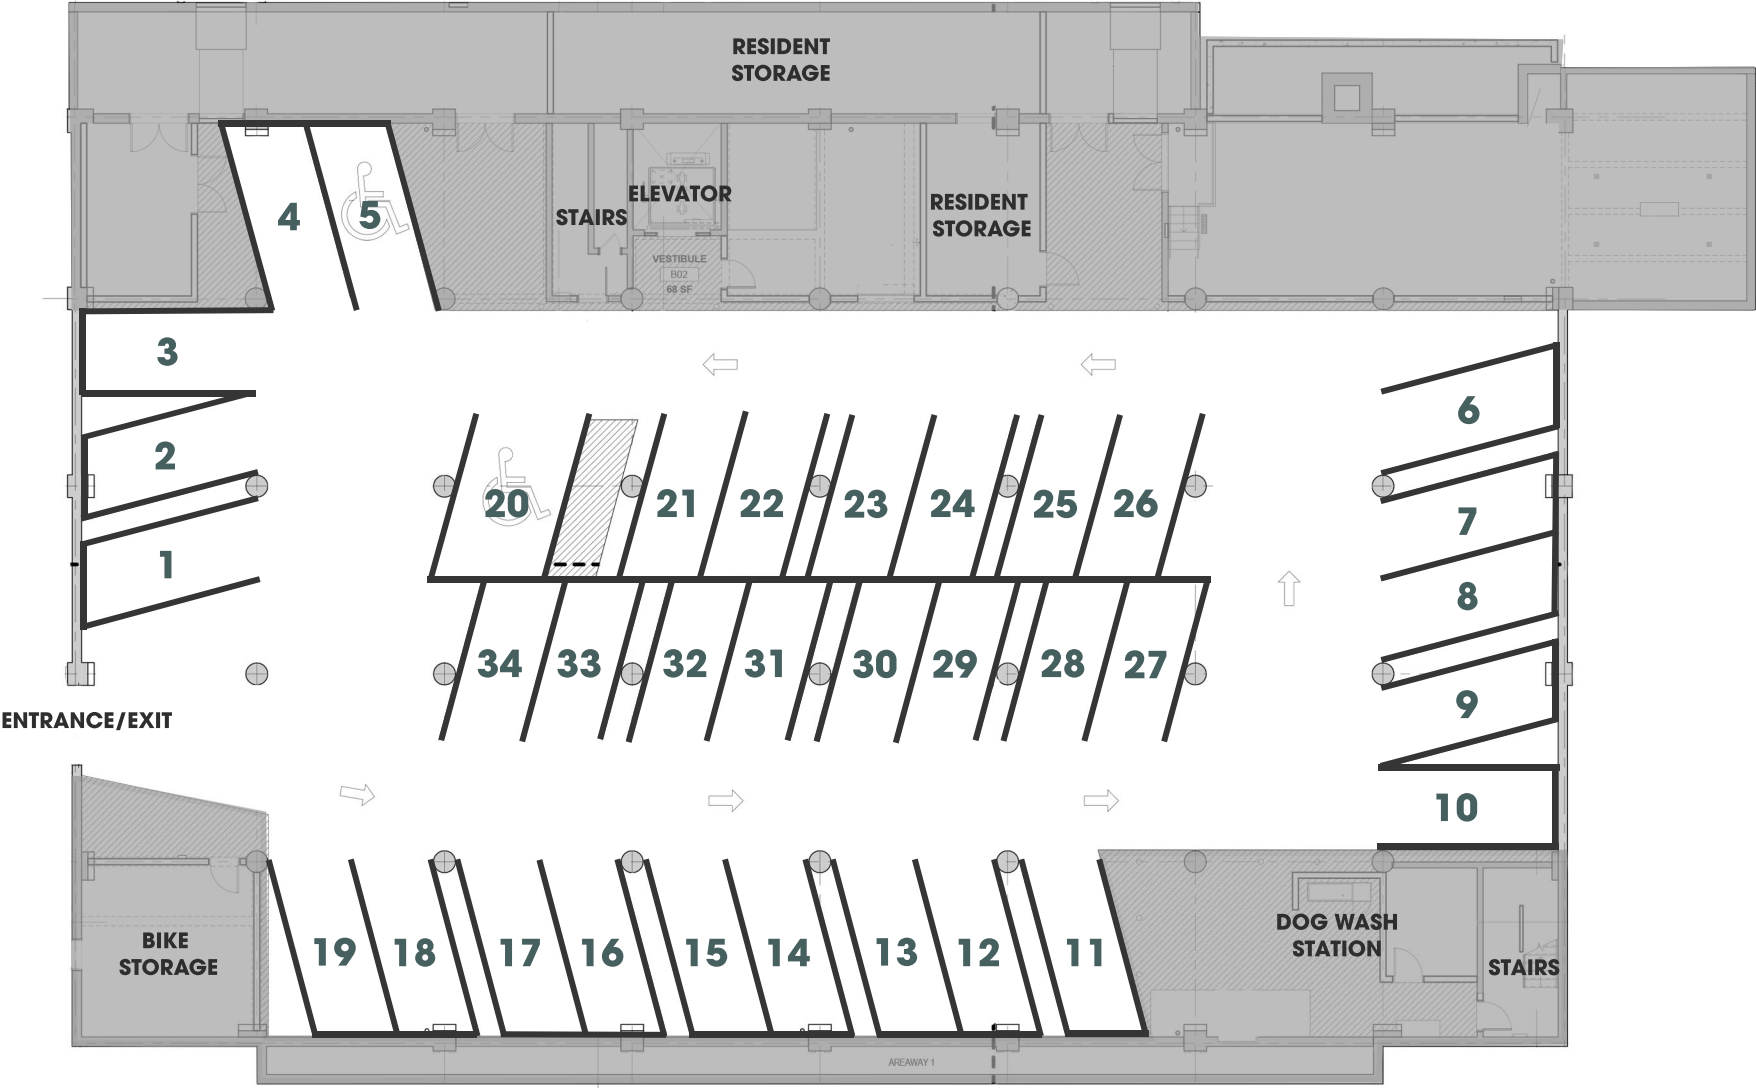 RESIDENT
STORAGE
ELEVATOR
STAIRS
RESIDENT
STORAGE
VESTIBULE
B02
68 SF
4
5
3
2
1
6
7
8
9
10
20
21
22
23
24
25
26
34
33
32
31
30
29
28
27
ENTRANCE/EXIT
BIKE
STORAGE
19
18
17
16
15
14
13
12
11
DOG WASH
STATION
STAIRS
AREAWAY 1